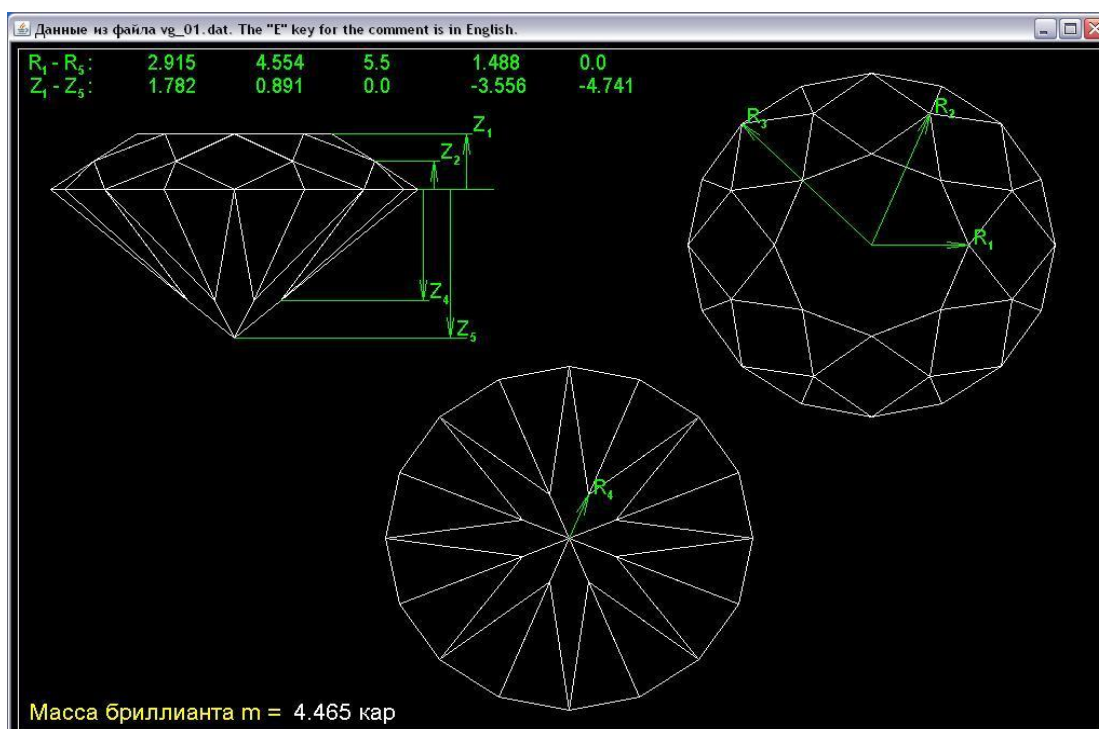 Данные из файла vg_01.dat. The "E" key for the comment is in English.
R₁ - R₅: 2.915 4.554 5.5 1.488 0.0
Z₁ - Z₅: 1.782 0.891 0.0 -3.556 -4.741
Z₁
Z₂
Z₄
Z₅
R₃
R₂
R₁
R₄
Масса бриллианта m = 4.465 кар